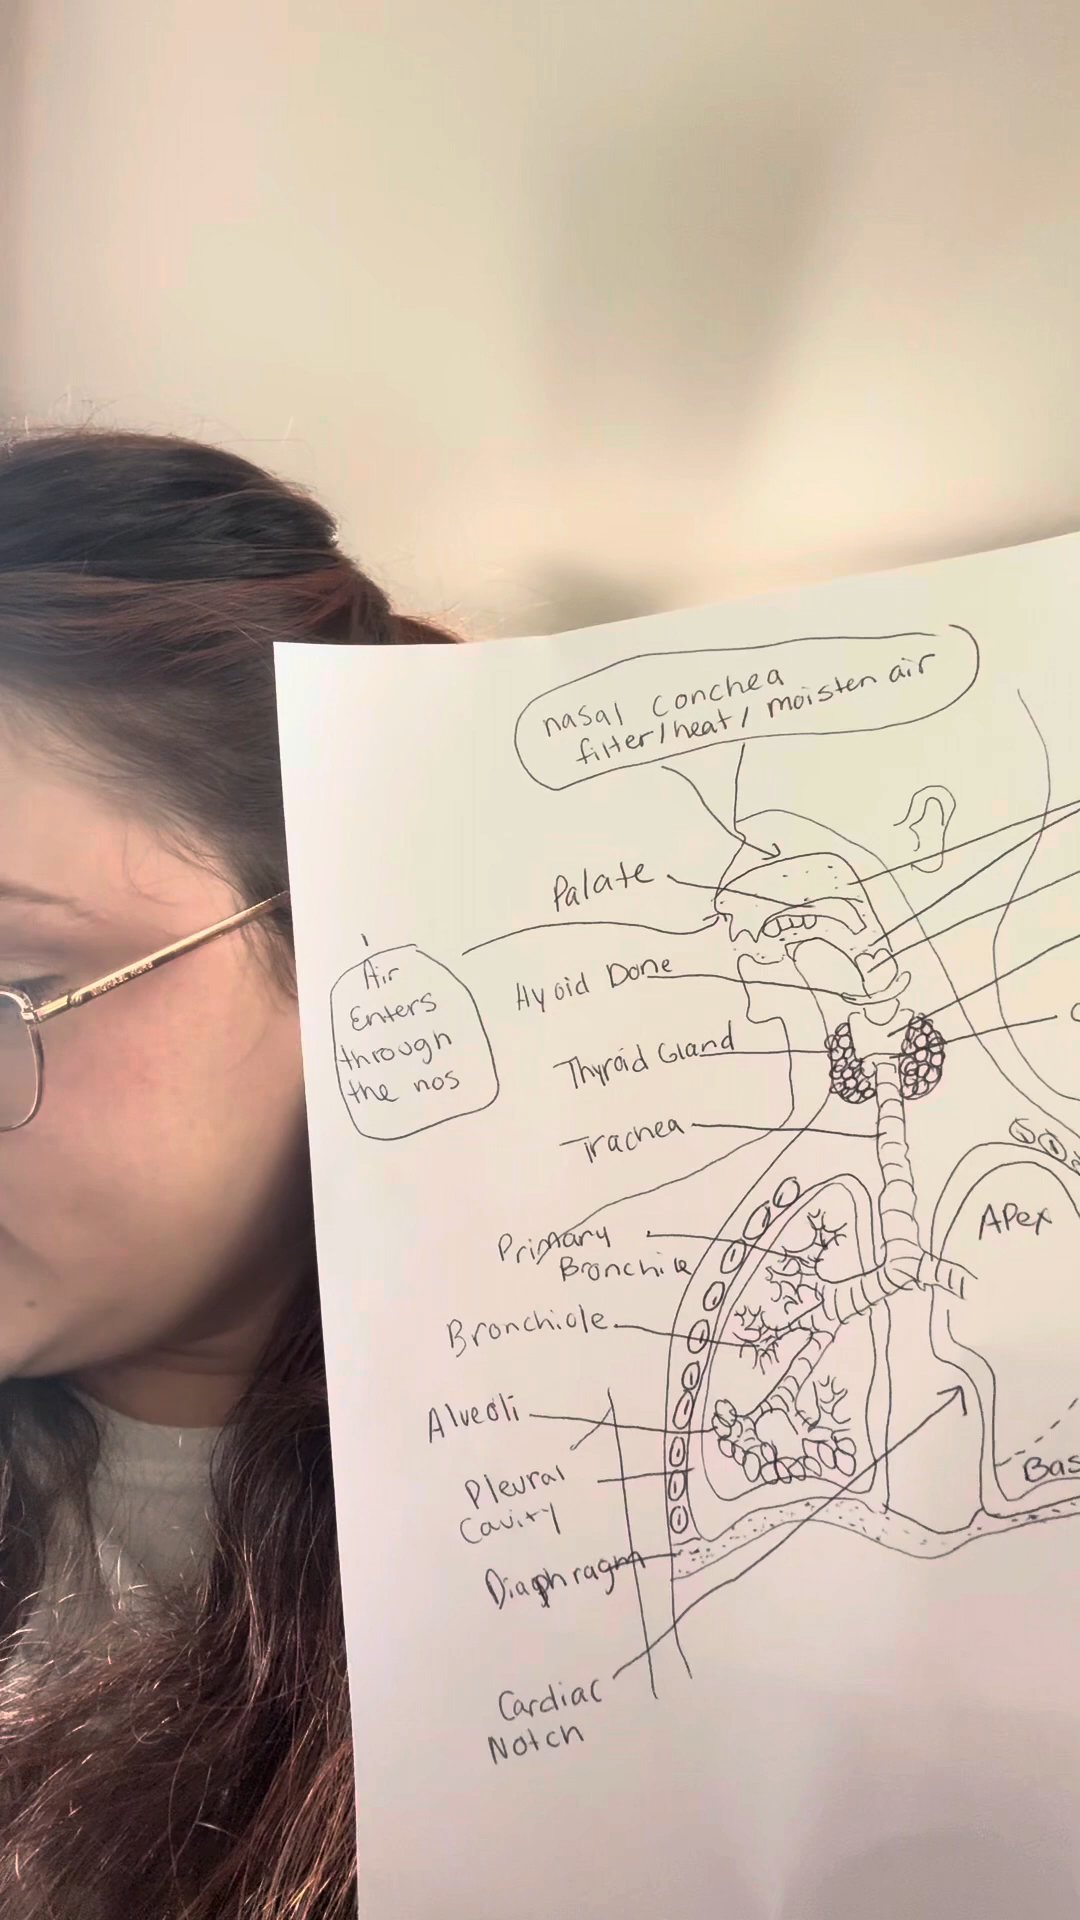 nasal conchea
filter/heat/moisten air
Palate
Air
Enters
through
the nos
Hyoid Done
Thyroid Gland
Trachea
APex
Primary
Bronchile
Bronchiole
Alveoli
Pleural
Cavity
Bas
Diaphragm
Cardiac
Notch